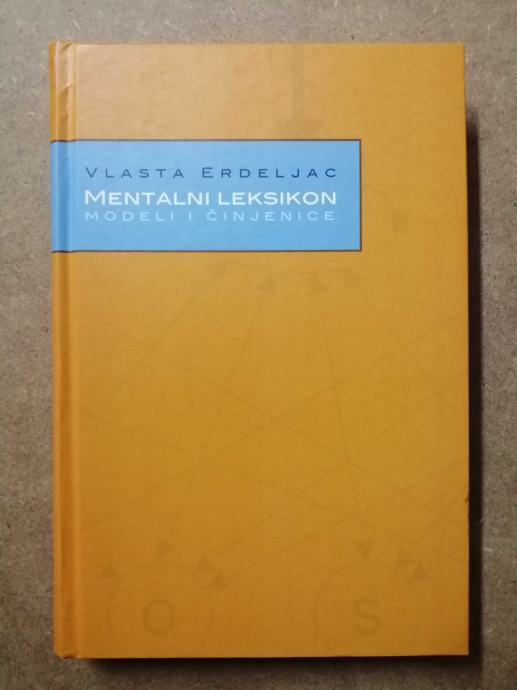 VLASTA ERDELJAC
MENTALNI LEKSIKON
MODELI I ČINJENICE
O S